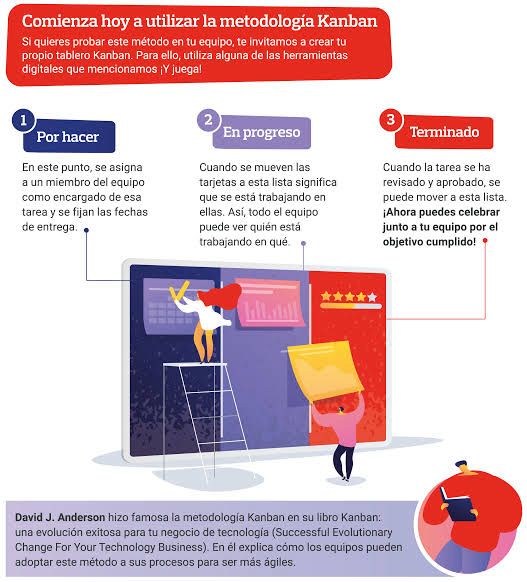 Comienza hoy a utilizar la metodología Kanban
Si quieres probar este método en tu equipo, te invitamos a crear tu
propio tablero Kanban. Para ello, utiliza alguna de las herramientas
digitales que mencionamos ¡Y juega!
1
Por hacer
En este punto, se asigna
a un miembro del equipo
como encargado de esa
tarea y se fijan las fechas
de entrega.
2
En progreso
Cuando se mueven las
tarjetas a esta lista significa
que se está trabajando en
ellas. Así, todo el equipo
puede ver quién está
trabajando en qué.
3
Terminado
Cuando la tarea se ha
revisado y aprobado, se
puede mover a esta lista.
¡Ahora puedes celebrar
junto a tu equipo por el
objetivo cumplido!
David J. Anderson hizo famosa la metodología Kanban en su libro Kanban:
una evolución exitosa para tu negocio de tecnología (Successful Evolutionary
Change For Your Technology Business). En él explica cómo los equipos pueden
adoptar este método a sus procesos para ser más ágiles.